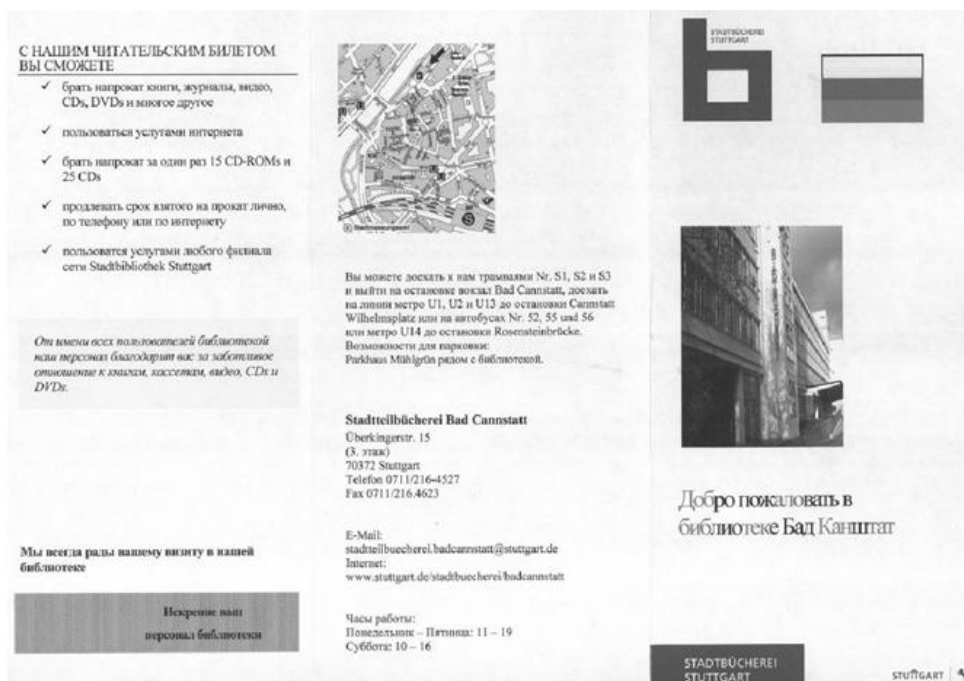 С НАШИМ ЧИТАТЕЛЬСКИМ БИЛЕТОМ
ВЫ СМОЖЕТЕ
✓ брать напрокат книги, журналы, видео,
CDs, DVDs и многое другое
✓ пользоваться услугами интернета
✓ брать напрокат за один раз 15 CD-ROMs и
25 CDs
✓ продлевать срок взятого на прокат лично,
по телефону или по интернету
✓ пользоватся услугами любого филиала
сети Stadtbibliothek Stuttgart
От имени всех пользователей библиотекой
наш персонал благодарит вас за заботливое
отношение к книгам, кассетам, видео, CDs и
DVDs.
Мы всегда рады вашему визиту в нашей
библиотеке
Искренне ваш
персонал библиотеки
Вы можете доехать к нам трамваями Nr. S1, S2 и S3
и выйти на остановке вокзал Bad Cannstatt, доехать
на линии метро U1, U2 и U13 до остановки Cannstatt
Wilhelmsplatz или на автобусах Nr. 52, 55 und 56
или метро U14 до остановки Rosensteinbrücke.
Возможности для парковки:
Parkhaus Mühlgrün рядом с библиотекой.
Stadtteilbücherei Bad Cannstatt
Überkingerstr. 15
(3. этаж)
70372 Stuttgart
Telefon 0711/216-4527
Fax 0711/216.4623
E-Mail:
stadtteilbuecherei.badcannstatt@stuttgart.de
Internet:
www.stuttgart.de/stadtbuecherei/badcannstatt
Часы работы:
Понедельник – Пятница: 11 – 19
Суббота: 10 – 16
STADTBÜCHEREI
STUTTGART
Добро пожаловать в
библиотеке Бад Канштат
STADTBÜCHEREI
STUTTGART
STUTTGART